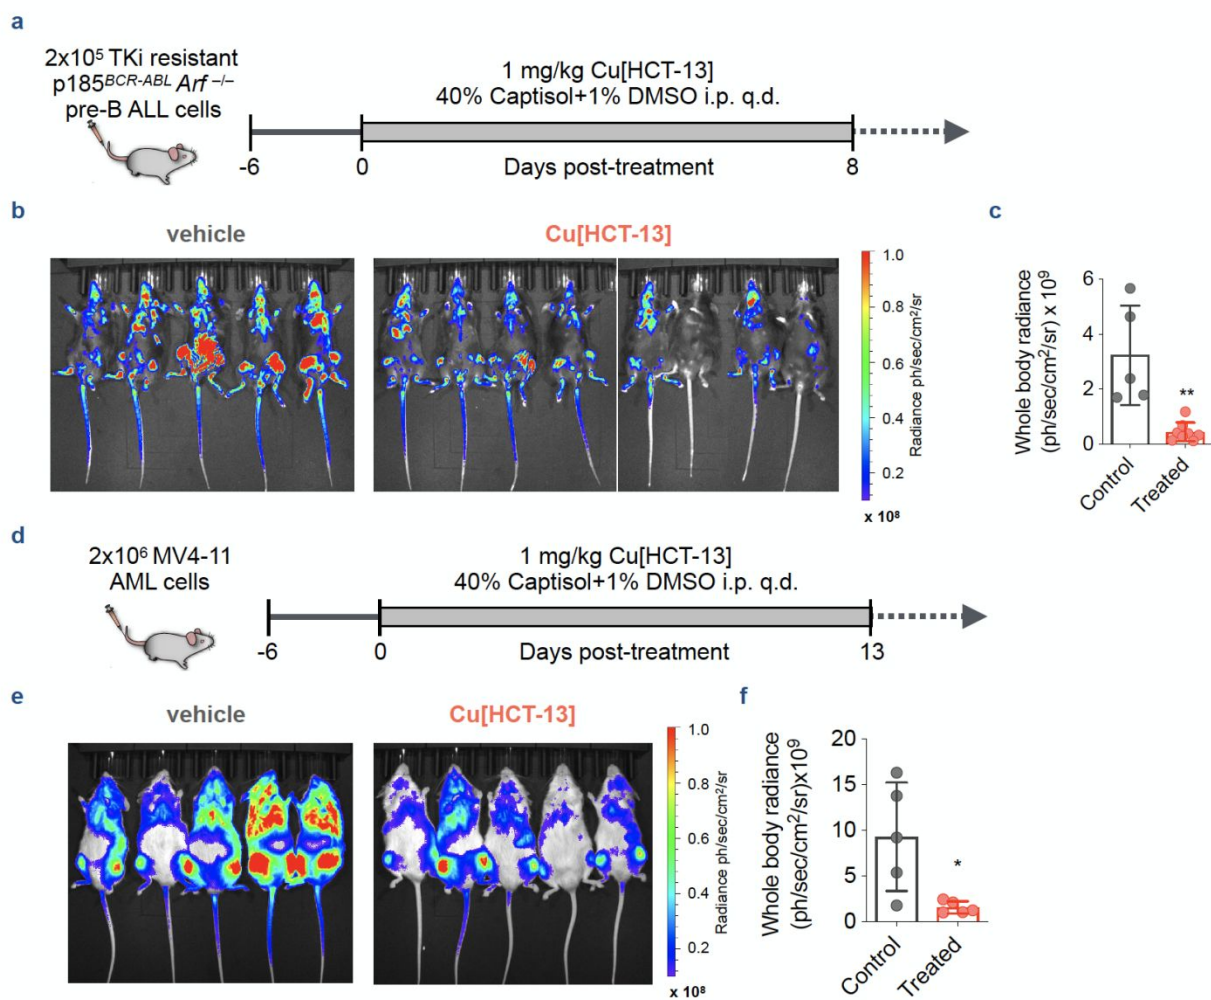 a
2x10⁵ TKi resistant
p185ᴮᶜᴿ⁻ᴬᴮᴸ Arf ⁻/⁻
pre-B ALL cells
1 mg/kg Cu[HCT-13]
40% Captisol+1% DMSO i.p. q.d.
-6
0
Days post-treatment
8
b
vehicle
Cu[HCT-13]
1.0
0.8
0.6
0.4
0.2
Radiance ph/sec/cm²/sr
x 10⁸
c
Whole body radiance
(ph/sec/cm²/sr) x 10⁹
6
4
2
0
**
Control
Treated
d
2x10⁶ MV4-11
AML cells
1 mg/kg Cu[HCT-13]
40% Captisol+1% DMSO i.p. q.d.
-6
0
Days post-treatment
13
e
vehicle
Cu[HCT-13]
1.0
0.8
0.6
0.4
0.2
Radiance ph/sec/cm²/sr
x 10⁸
f
Whole body radiance
(ph/sec/cm²/sr)x10⁹
20
15
10
5
0
*
Control
Treated